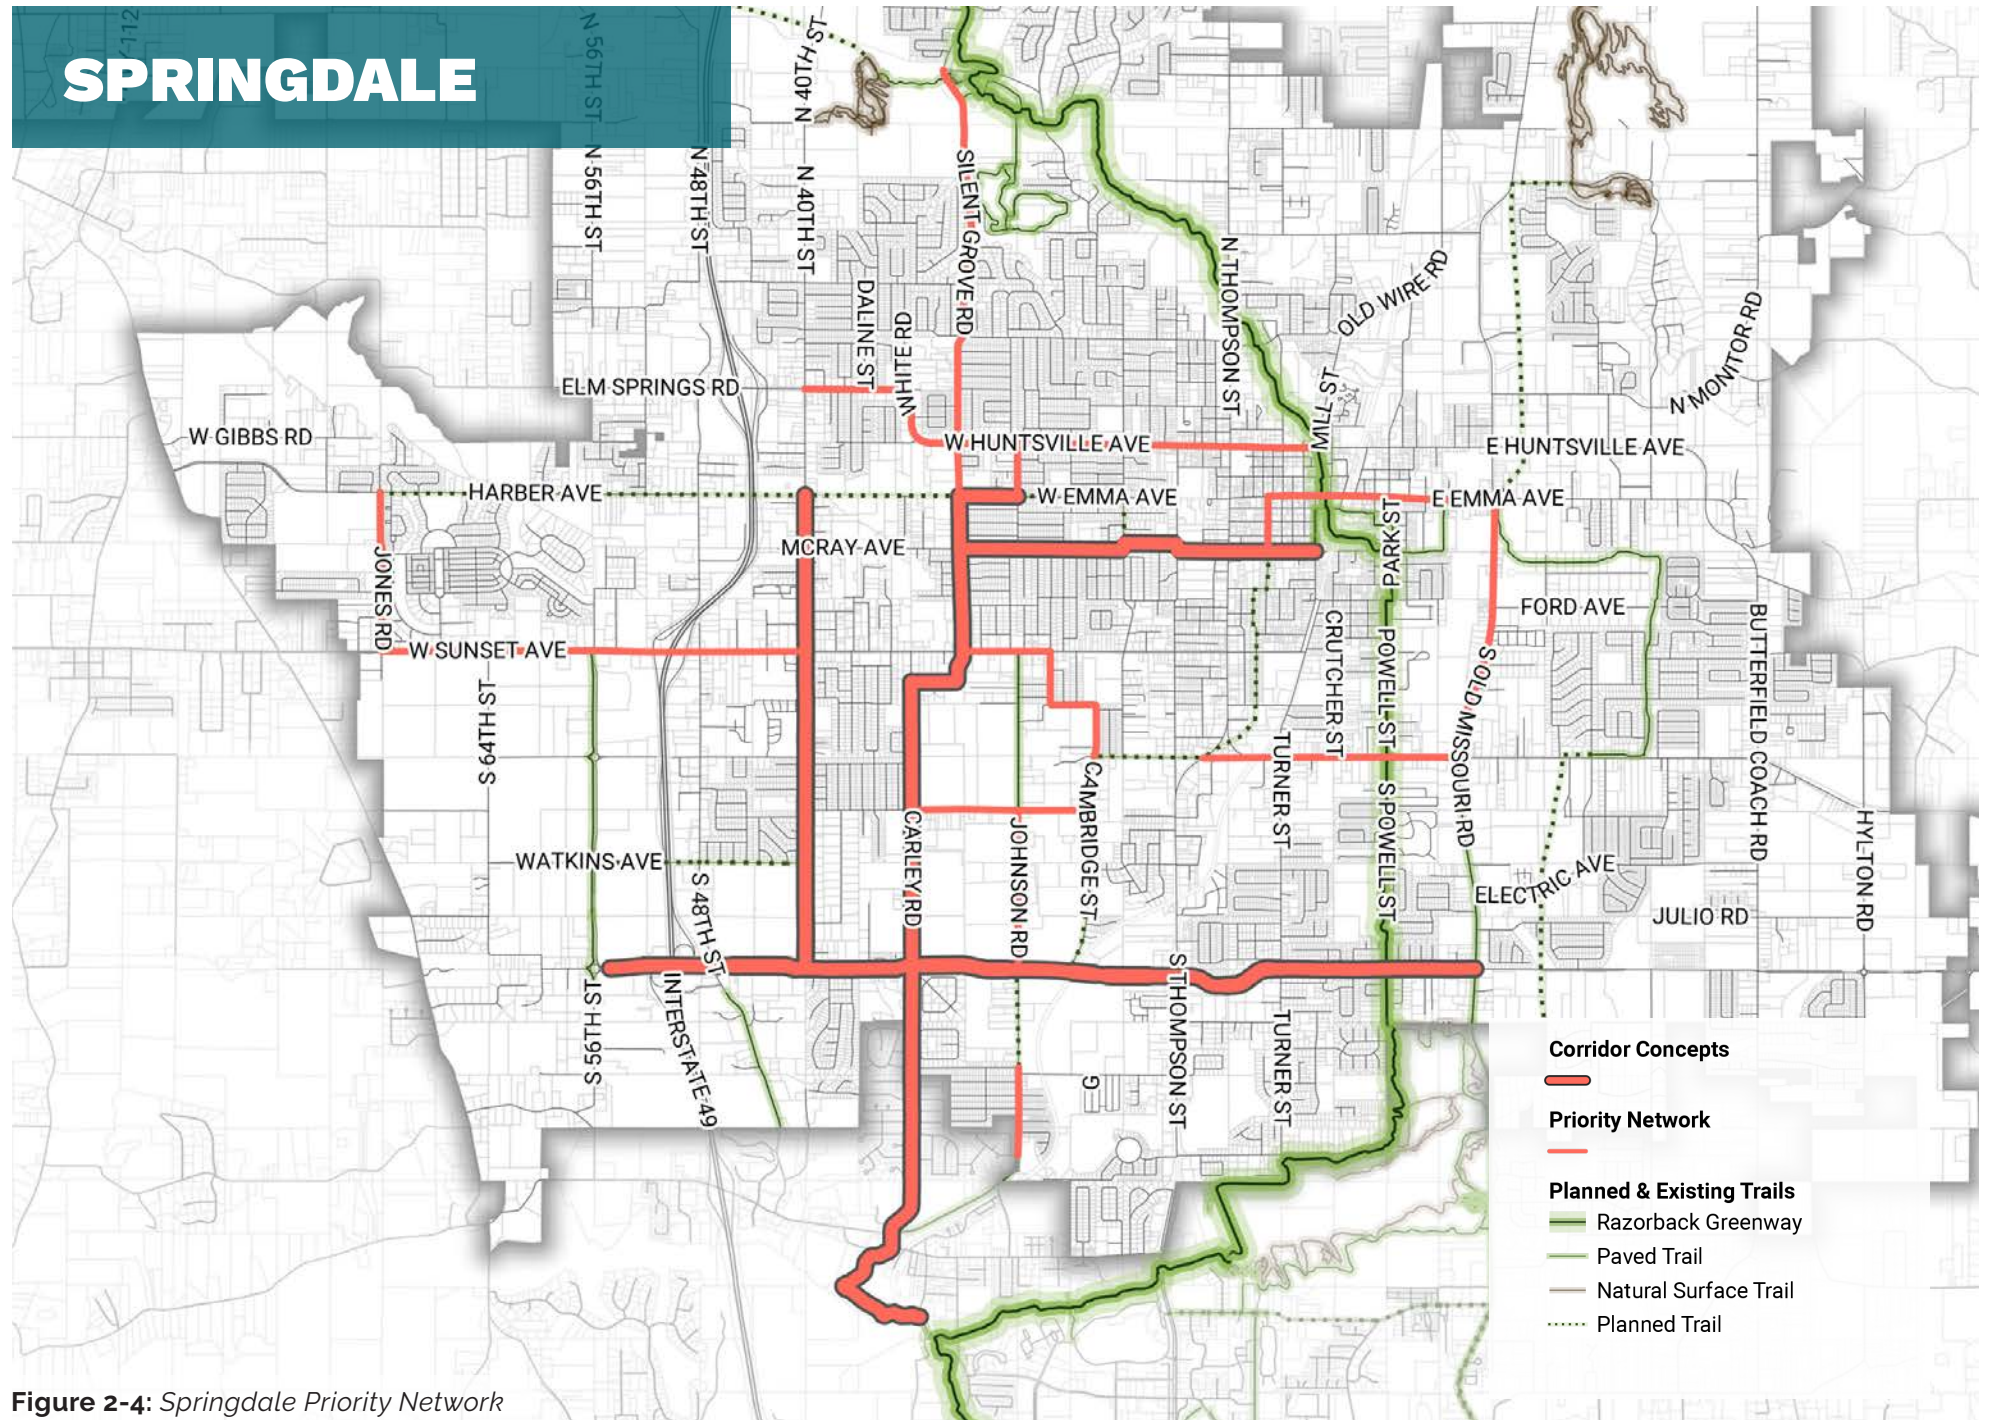 SPRINGDALE
Y-112
N 56TH ST
N 40TH ST
N 56TH ST
N 48TH ST
N 40TH ST
SILENT GROVE RD
N THOMPSON ST
OLD WIRE RD
DALINE ST
WHITE RD
N MONITOR RD
ELM SPRINGS RD
MILL ST
W GIBBS RD
W HUNTSVILLE AVE
E HUNTSVILLE AVE
HARBER AVE
W EMMA AVE
E EMMA AVE
PARK ST
MCRAY AVE
JONES RD
FORD AVE
CRUTCHER ST
POWELL ST
BUTTERFIELD COACH RD
W SUNSET AVE
S OLD MISSOURI RD
S 64TH ST
TURNER ST
CAMBRIDGE ST
S POWELL ST
CARLEY RD
JOHNSON RD
HYLTON RD
WATKINS AVE
S 48TH ST
ELECTRIC AVE
JULIO RD
S THOMPSON ST
S 56TH ST
INTERSTATE 49
TURNER ST
G
Corridor Concepts
Priority Network
Planned & Existing Trails
Razorback Greenway
Paved Trail
Natural Surface Trail
Planned Trail
Figure 2-4: Springdale Priority Network